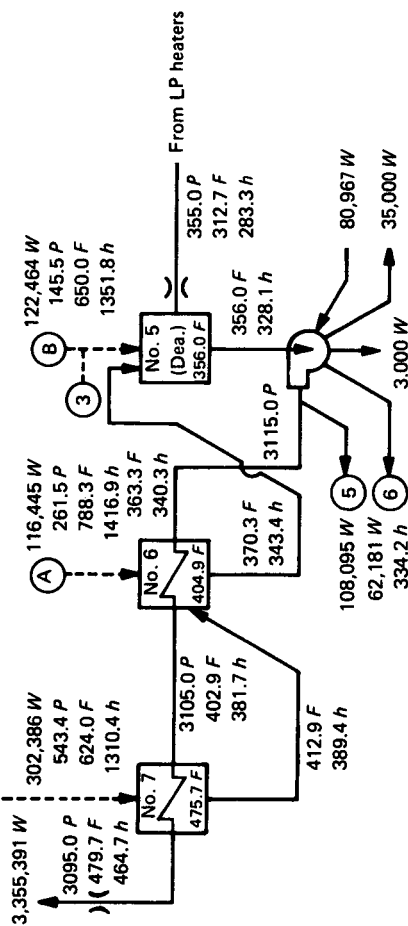 3,355,391 W
3095.0 P
479.7 F
464.7 h
302,386 W
543.4 P
624.0 F
1310.4 h
No. 7
475.7 F
3105.0 P
402.9 F
381.7 h
412.9 F
389.4 h
A
116,445 W
261.5 P
788.3 F
1416.9 h
No. 6
404.9 F
363.3 F
340.3 h
370.3 F
343.4 h
3115.0 P
B
3
122,464 W
145.5 P
650.0 F
1351.8 h
No. 5
(Dea.)
356.0 F
From LP heaters
355.0 P
312.7 F
283.3 h
356.0 F
328.1 h
80,967 W
35,000 W
3.000 W
5
108,095 W
6
62,181 W
334.2 h